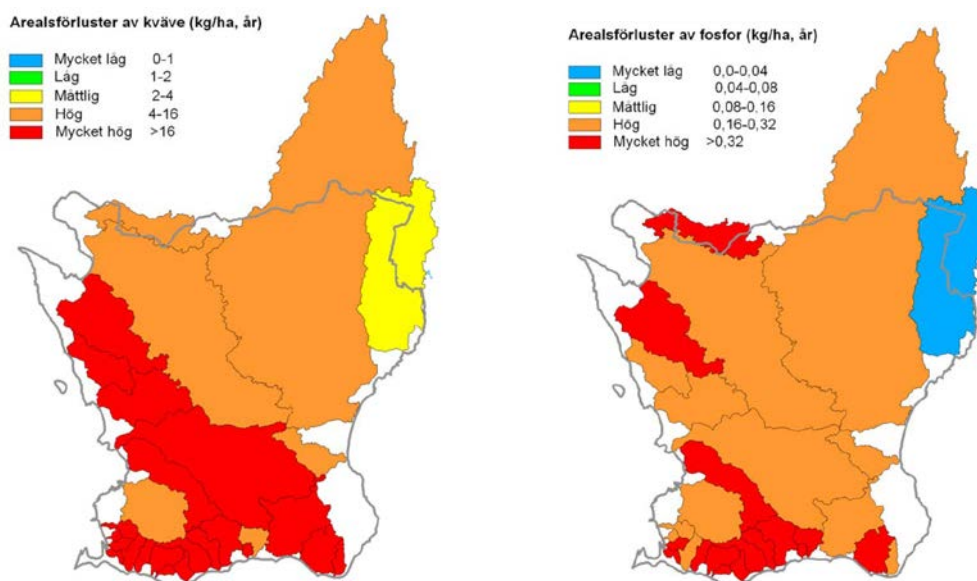 Arealsförluster av kväve (kg/ha, år)
Mycket låg 0-1
Låg 1-2
Måttlig 2-4
Hög 4-16
Mycket hög >16
Arealsförluster av fosfor (kg/ha, år)
Mycket låg 0,0-0,04
Låg 0,04-0,08
Måttlig 0,08-0,16
Hög 0,16-0,32
Mycket hög >0,32